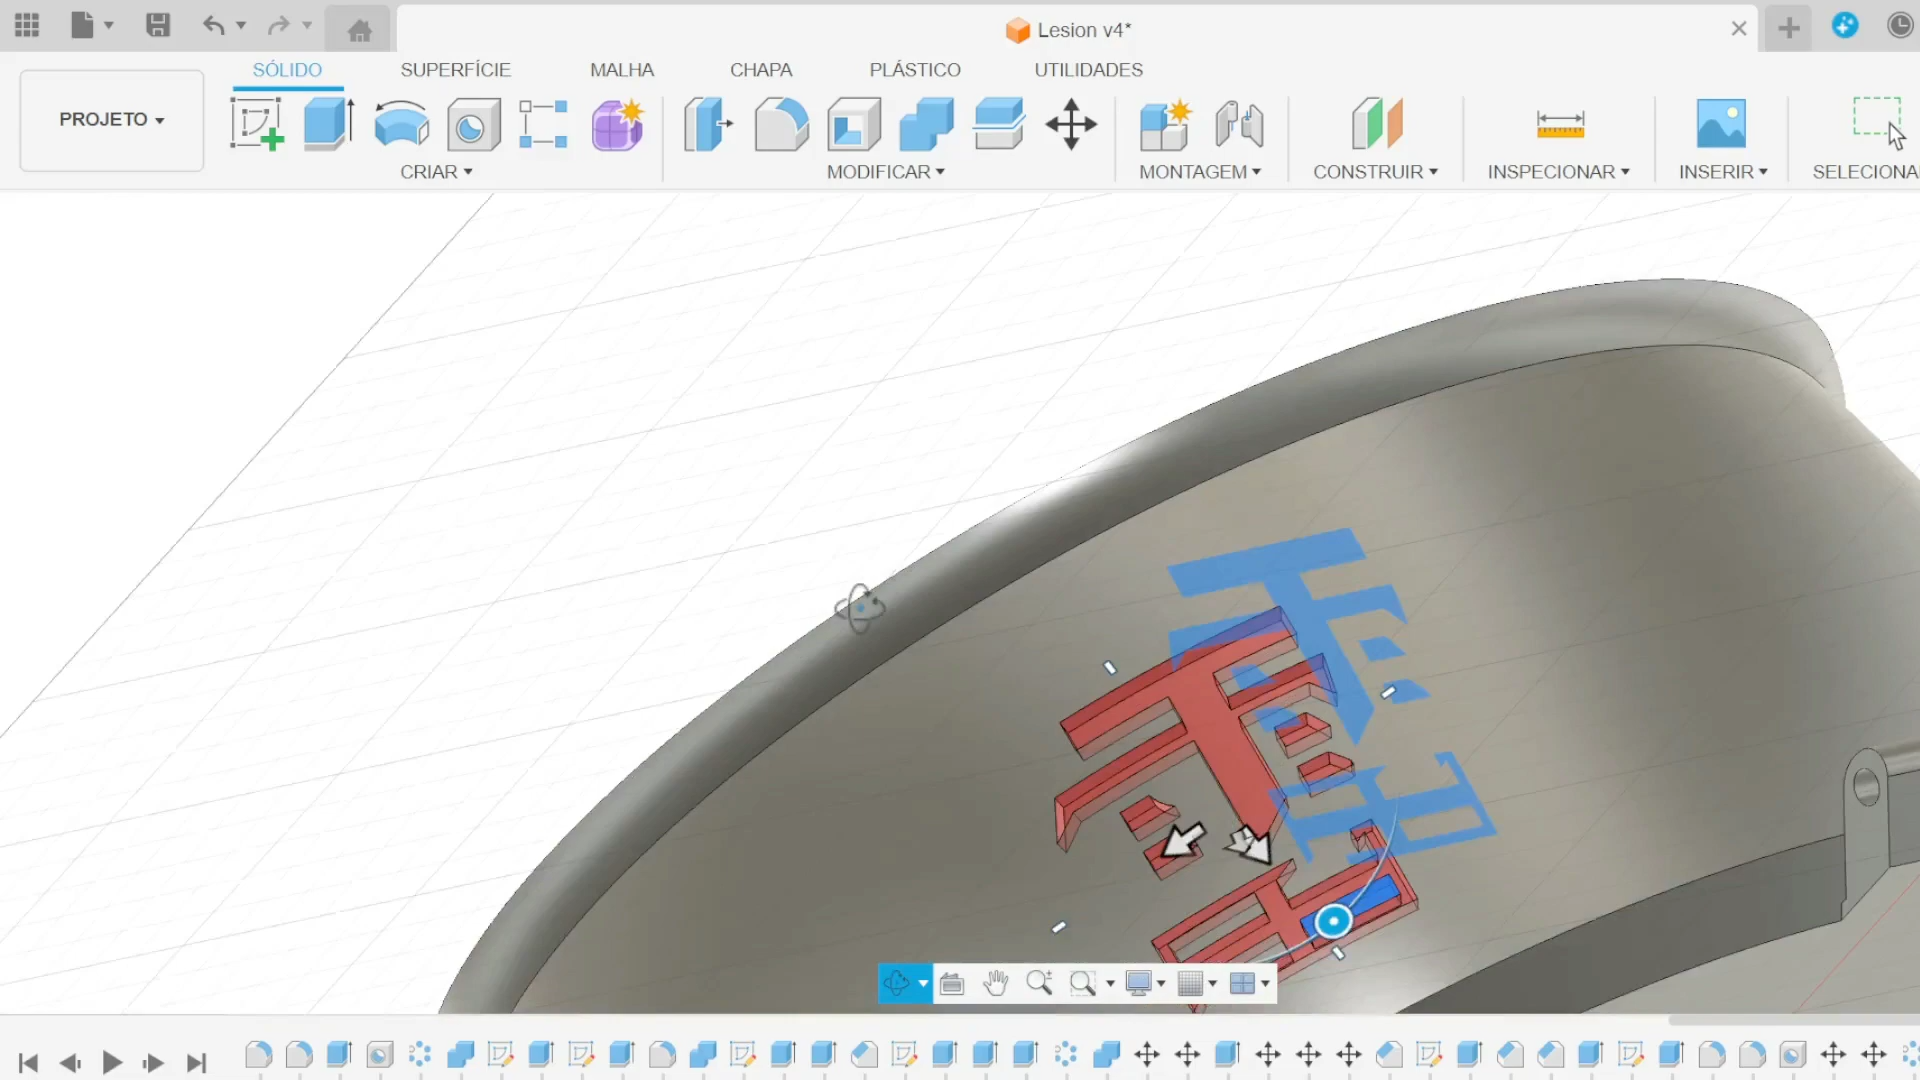 Lesion v4*
SÓLIDO SUPERFÍCIE MALHA CHAPA PLÁSTICO UTILIDADES
PROJETO
CRIAR MODIFICAR MONTAGEM CONSTRUIR INSPECIONAR INSERIR SELECIONA